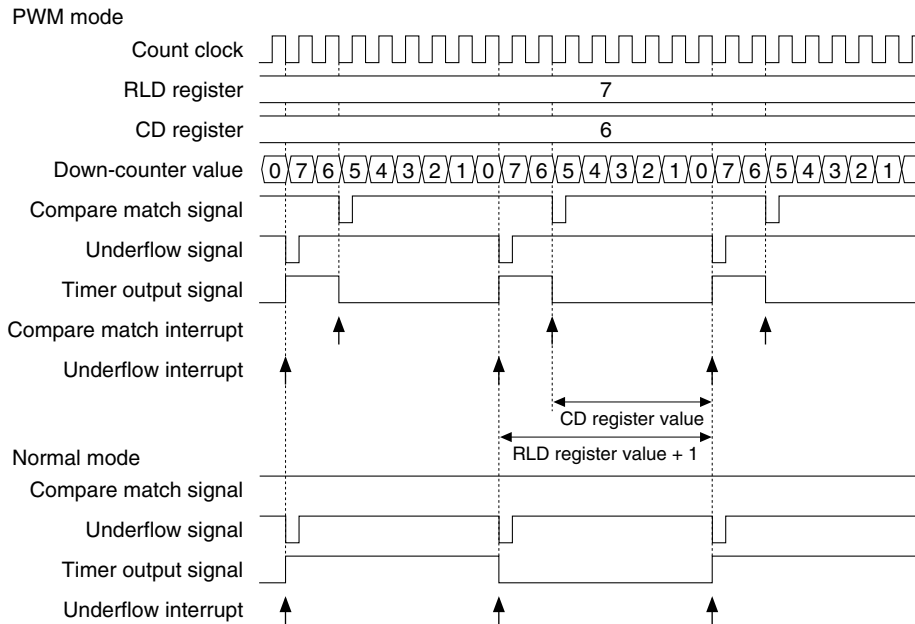 PWM mode
Count clock
RLD register 7
CD register 6
Down-counter value 0 7 6 5 4 3 2 1 0 7 6 5 4 3 2 1 0 7 6 5 4 3 2 1
Compare match signal
Underflow signal
Timer output signal
Compare match interrupt
Underflow interrupt
CD register value
RLD register value + 1
Normal mode
Compare match signal
Underflow signal
Timer output signal
Underflow interrupt